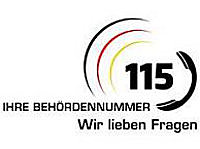 115
IHRE BEHÖRDENNUMMER
Wir lieben Fragen